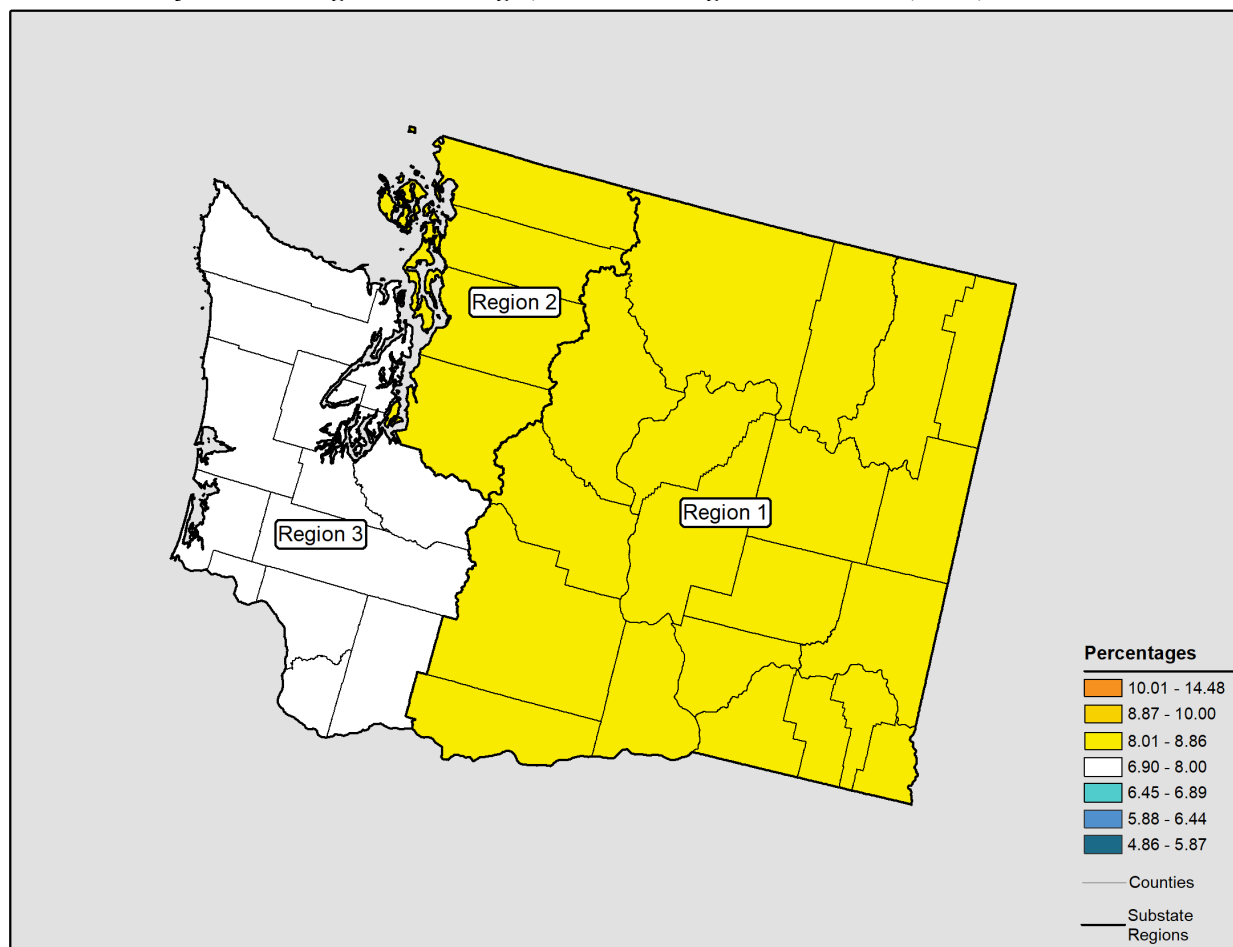 Region 2
Region 1
Region 3
Percentages
10.01 - 14.48
8.87 - 10.00
8.01 - 8.86
6.90 - 8.00
6.45 - 6.89
5.88 - 6.44
4.86 - 5.87
Counties
Substate
Regions